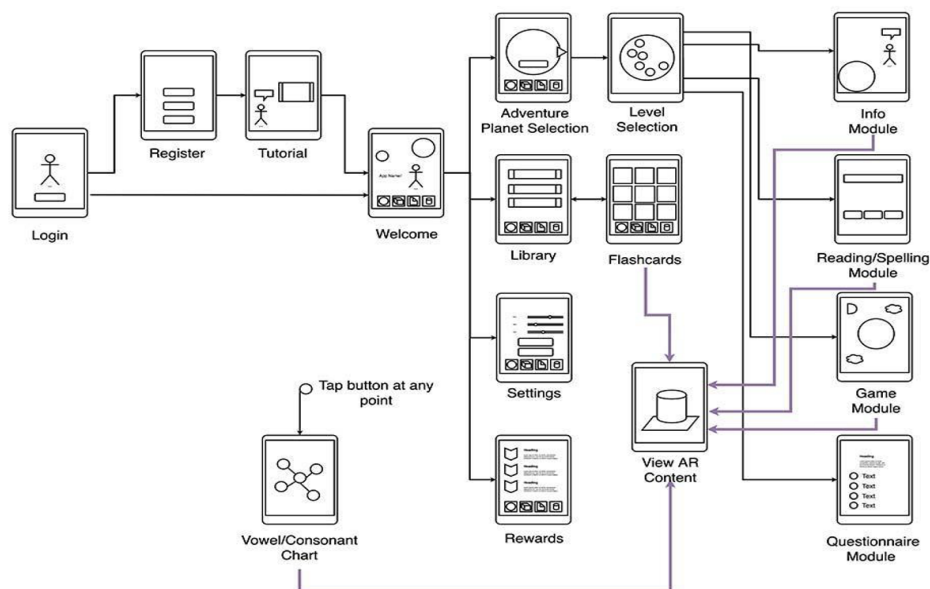 Login
Register
Tutorial
App Name!
Welcome
Adventure
Planet Selection
Level
Selection
Info
Module
Library
Flashcards
Reading/Spelling
Module
Settings
Game
Module
Tap button at any
point
View AR
Content
Vowel/Consonant
Chart
Heading
Heading
Heading
Rewards
Heading
Text
Text
Text
Text
Questionnaire
Module